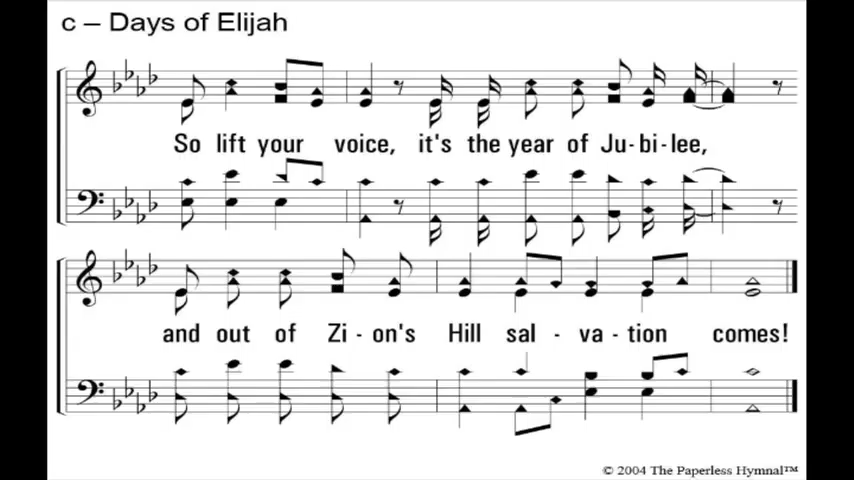 c – Days of Elijah
So lift your voice, it's the year of Ju-bi-lee,
and out of Zi-on's Hill sal-va-tion comes!
© 2004 The Paperless Hymnal™